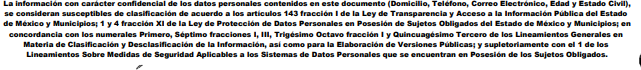 La información con carácter confidencial de los datos personales contenidos en este documento (Domicilio, Teléfono, Correo Electrónico, Edad y Estado Civil),
se consideran susceptibles de clasificación de acuerdo a los artículos 143 fracción I de la Ley de Transparencia y Acceso a la Información Pública del Estado
de México y Municipios; 1 y 4 fracción XI de la Ley de Protección de Datos Personales en Posesión de Sujetos Obligados del Estado de México y Municipios; en
concordancia con los numerales Primero, Séptimo fracciones I, III, Trigésimo Octavo fracción I y Quincuagésimo Tercero de los Lineamientos Generales en
Materia de Clasificación y Desclasificación de la Información, así como para la Elaboración de Versiones Públicas; y supletoriamente con el 1 de los
Lineamientos Sobre Medidas de Seguridad Aplicables a los Sistemas de Datos Personales que se encuentran en Posesión de los Sujetos Obligados.